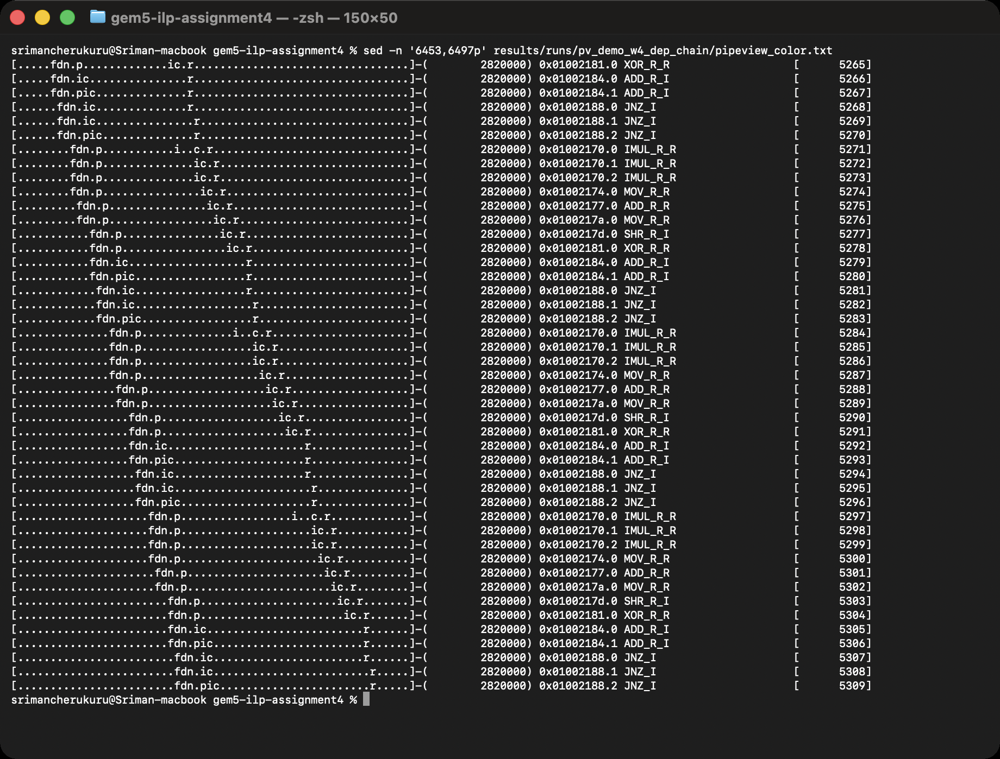 gem5-ilp-assignment4 — -zsh — 150×50
srimancherukuru@Sriman-macbook gem5-ilp-assignment4 % sed -n '6453,6497p' results/runs/pv_demo_w4_dep_chain/pipeview_color.txt
[.....fdn.p.............ic.r.................................]-(        2820000) 0x01002181.0 XOR_R_R                   [      5265]
[.....fdn.ic...............r.................................]-(        2820000) 0x01002184.0 ADD_R_I                   [      5266]
[.....fdn.pic..............r.................................]-(        2820000) 0x01002184.1 ADD_R_I                   [      5267]
[......fdn.ic..............r.................................]-(        2820000) 0x01002188.0 JNZ_I                     [      5268]
[......fdn.ic...............r................................]-(        2820000) 0x01002188.1 JNZ_I                     [      5269]
[......fdn.pic..............r................................]-(        2820000) 0x01002188.2 JNZ_I                     [      5270]
[........fdn.p...........i..c.r..............................]-(        2820000) 0x01002170.0 IMUL_R_R                  [      5271]
[........fdn.p..............ic.r.............................]-(        2820000) 0x01002170.1 IMUL_R_R                  [      5272]
[........fdn.p..............ic.r.............................]-(        2820000) 0x01002170.2 IMUL_R_R                  [      5273]
[........fdn.p...............ic.r............................]-(        2820000) 0x01002174.0 MOV_R_R                   [      5274]
[.........fdn.p...............ic.r...........................]-(        2820000) 0x01002177.0 ADD_R_R                   [      5275]
[.........fdn.p................ic.r..........................]-(        2820000) 0x0100217a.0 MOV_R_R                   [      5276]
[...........fdn.p...............ic.r.........................]-(        2820000) 0x0100217d.0 SHR_R_I                   [      5277]
[...........fdn.p................ic.r........................]-(        2820000) 0x01002181.0 XOR_R_R                   [      5278]
[...........fdn.ic..................r........................]-(        2820000) 0x01002184.0 ADD_R_I                   [      5279]
[...........fdn.pic.................r........................]-(        2820000) 0x01002184.1 ADD_R_I                   [      5280]
[............fdn.ic.................r........................]-(        2820000) 0x01002188.0 JNZ_I                     [      5281]
[............fdn.ic..................r.......................]-(        2820000) 0x01002188.1 JNZ_I                     [      5282]
[............fdn.pic.................r.......................]-(        2820000) 0x01002188.2 JNZ_I                     [      5283]
[..............fdn.p..............i..c.r.....................]-(        2820000) 0x01002170.0 IMUL_R_R                  [      5284]
[..............fdn.p.................ic.r....................]-(        2820000) 0x01002170.1 IMUL_R_R                  [      5285]
[..............fdn.p.................ic.r....................]-(        2820000) 0x01002170.2 IMUL_R_R                  [      5286]
[..............fdn.p..................ic.r...................]-(        2820000) 0x01002174.0 MOV_R_R                   [      5287]
[...............fdn.p..................ic.r..................]-(        2820000) 0x01002177.0 ADD_R_R                   [      5288]
[...............fdn.p...................ic.r.................]-(        2820000) 0x0100217a.0 MOV_R_R                   [      5289]
[.................fdn.p..................ic.r................]-(        2820000) 0x0100217d.0 SHR_R_I                   [      5290]
[.................fdn.p...................ic.r...............]-(        2820000) 0x01002181.0 XOR_R_R                   [      5291]
[.................fdn.ic.....................r...............]-(        2820000) 0x01002184.0 ADD_R_I                   [      5292]
[.................fdn.pic....................r...............]-(        2820000) 0x01002184.1 ADD_R_I                   [      5293]
[..................fdn.ic....................r...............]-(        2820000) 0x01002188.0 JNZ_I                     [      5294]
[..................fdn.ic.....................r..............]-(        2820000) 0x01002188.1 JNZ_I                     [      5295]
[..................fdn.pic....................r..............]-(        2820000) 0x01002188.2 JNZ_I                     [      5296]
[....................fdn.p.................i..c.r............]-(        2820000) 0x01002170.0 IMUL_R_R                  [      5297]
[....................fdn.p....................ic.r...........]-(        2820000) 0x01002170.1 IMUL_R_R                  [      5298]
[....................fdn.p....................ic.r...........]-(        2820000) 0x01002170.2 IMUL_R_R                  [      5299]
[....................fdn.p.....................ic.r..........]-(        2820000) 0x01002174.0 MOV_R_R                   [      5300]
[.....................fdn.p.....................ic.r.........]-(        2820000) 0x01002177.0 ADD_R_R                   [      5301]
[.....................fdn.p......................ic.r........]-(        2820000) 0x0100217a.0 MOV_R_R                   [      5302]
[.......................fdn.p.....................ic.r.......]-(        2820000) 0x0100217d.0 SHR_R_I                   [      5303]
[.......................fdn.p......................ic.r......]-(        2820000) 0x01002181.0 XOR_R_R                   [      5304]
[.......................fdn.ic........................r......]-(        2820000) 0x01002184.0 ADD_R_I                   [      5305]
[.......................fdn.pic.......................r......]-(        2820000) 0x01002184.1 ADD_R_I                   [      5306]
[........................fdn.ic.......................r......]-(        2820000) 0x01002188.0 JNZ_I                     [      5307]
[........................fdn.ic........................r.....]-(        2820000) 0x01002188.1 JNZ_I                     [      5308]
[........................fdn.pic.......................r.....]-(        2820000) 0x01002188.2 JNZ_I                     [      5309]
srimancherukuru@Sriman-macbook gem5-ilp-assignment4 %